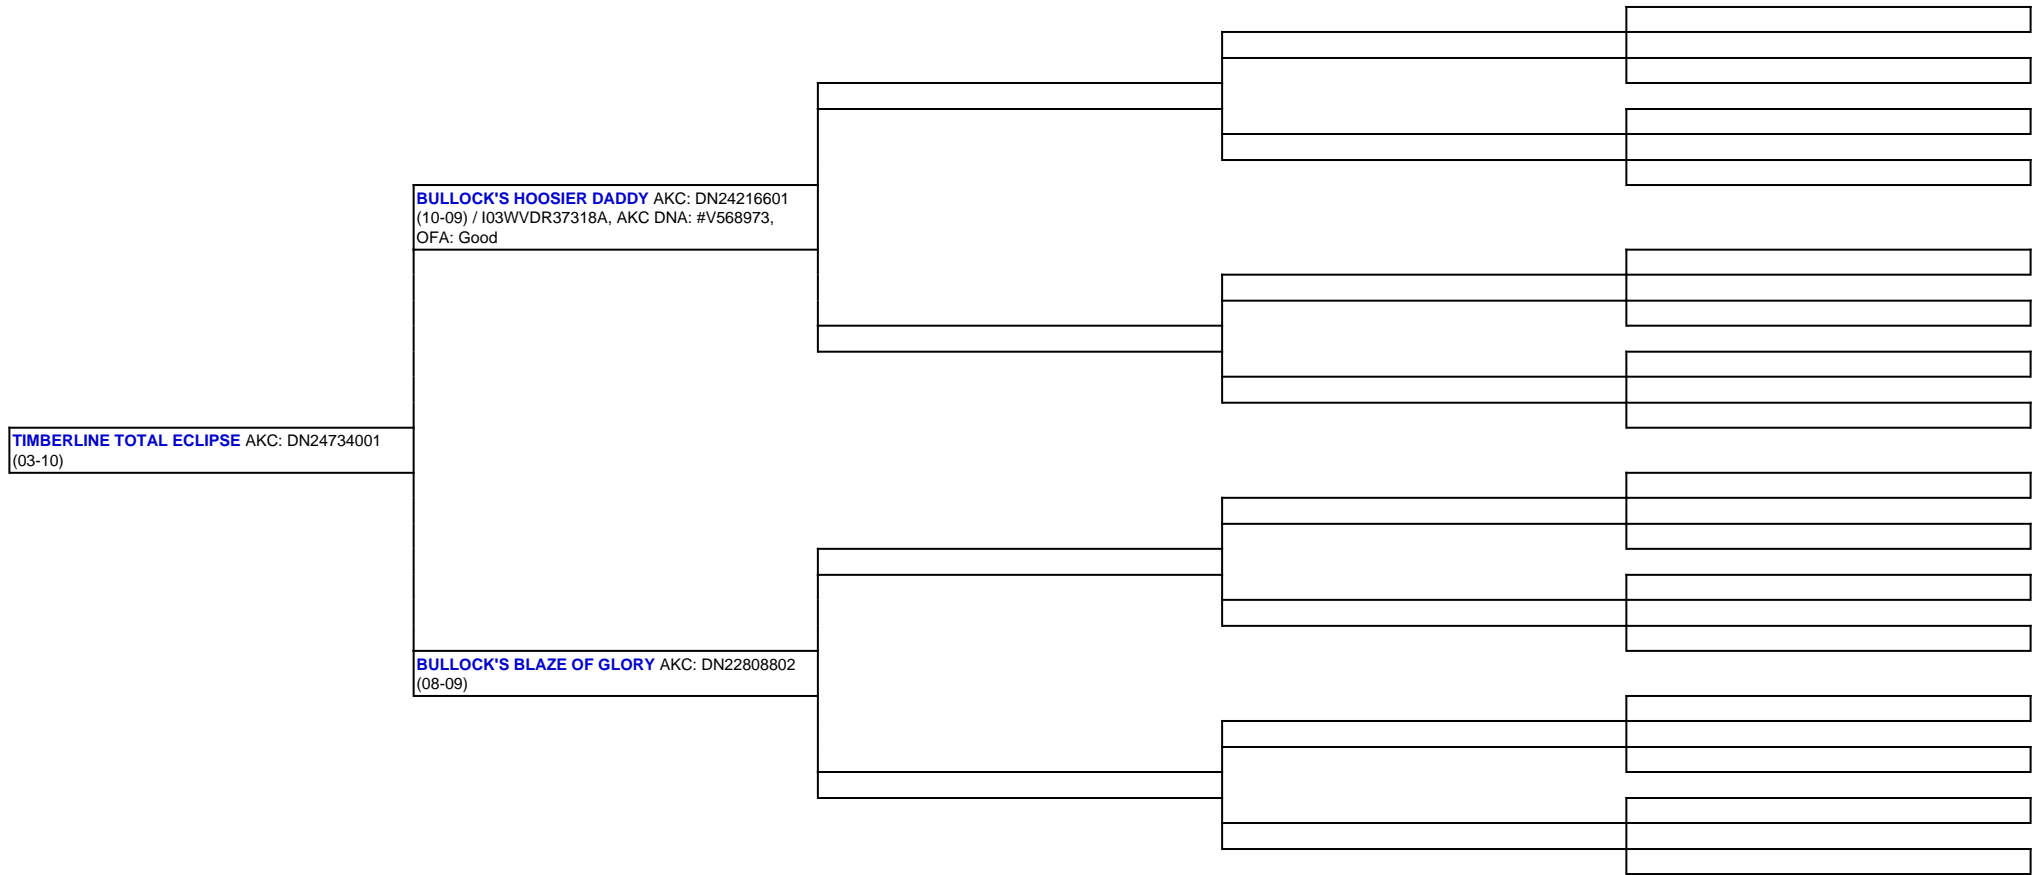 BULLOCK'S HOOSIER DADDY AKC: DN24216601
(10-09) / I03WVDR37318A, AKC DNA: #V568973,
OFA: Good
TIMBERLINE TOTAL ECLIPSE AKC: DN24734001
(03-10)
BULLOCK'S BLAZE OF GLORY AKC: DN22808802
(08-09)